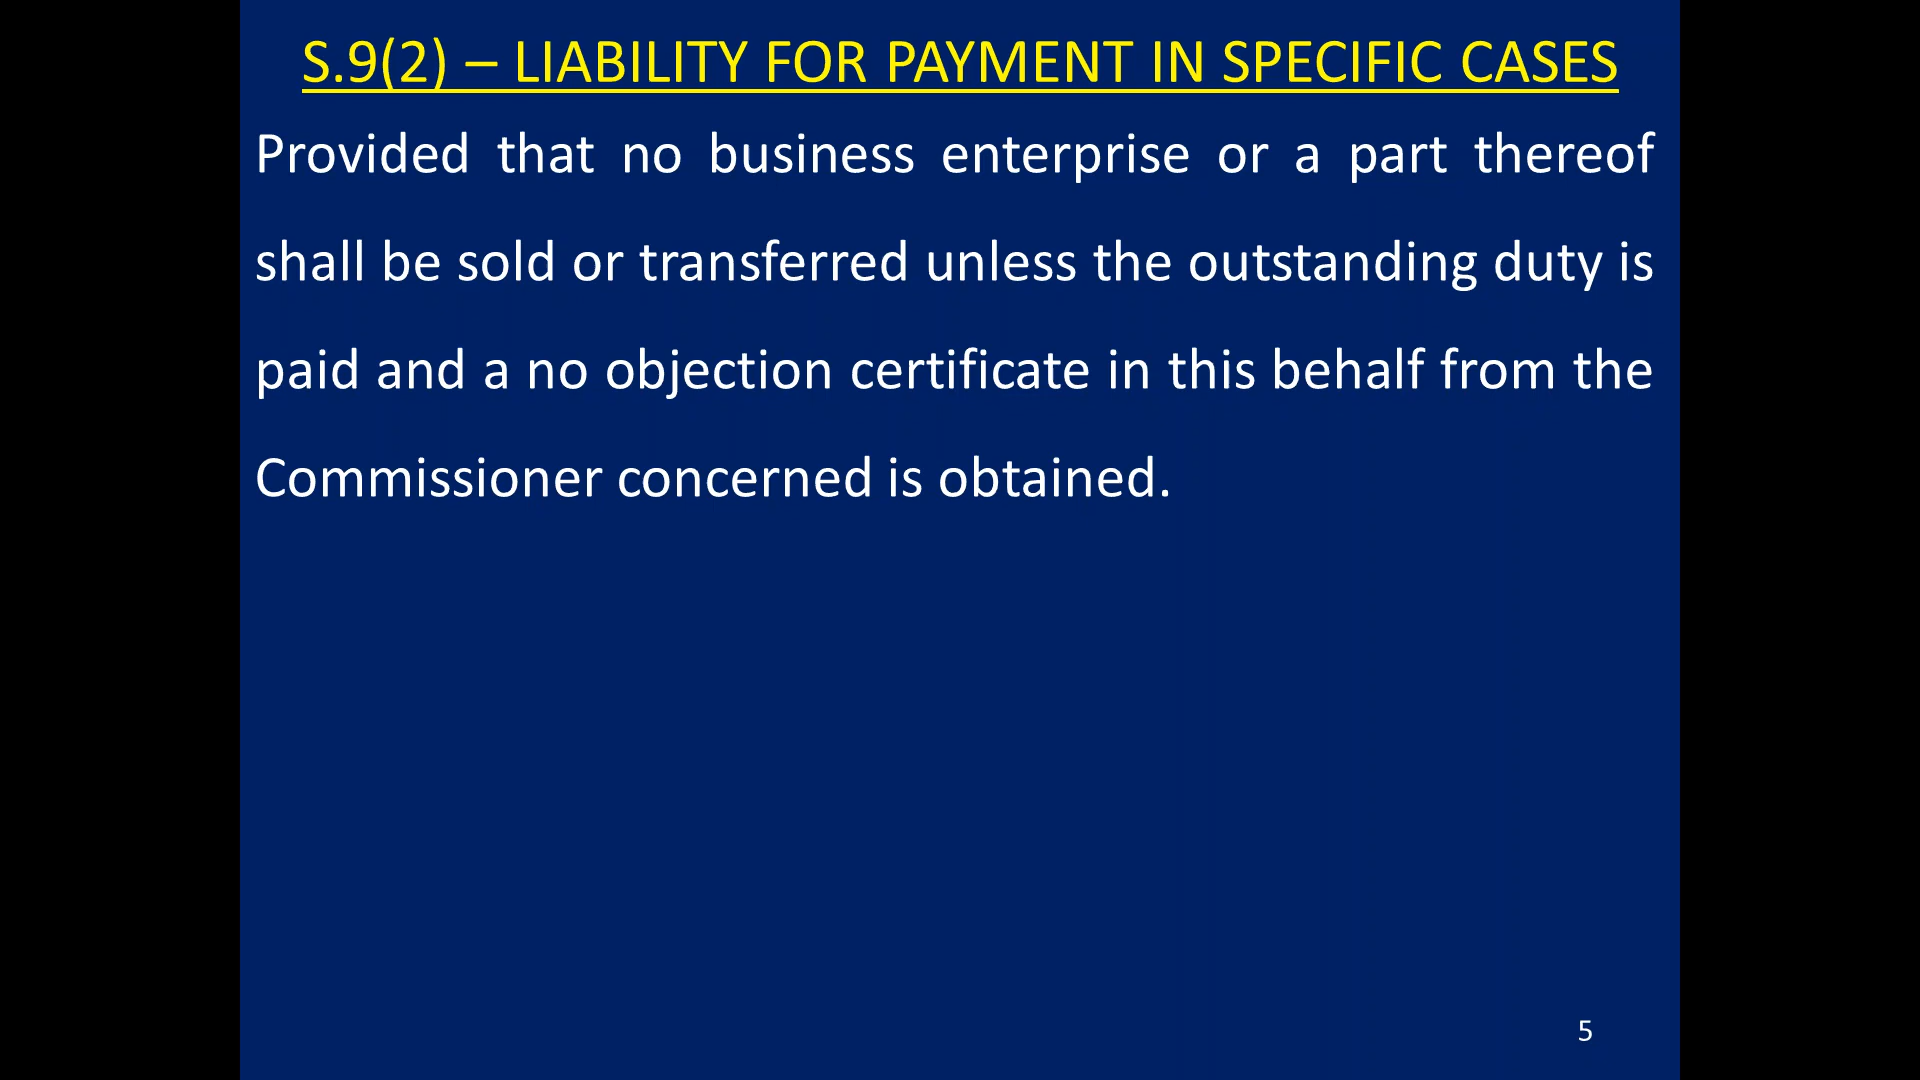 S.9(2) – LIABILITY FOR PAYMENT IN SPECIFIC CASES
Provided that no business enterprise or a part thereof
shall be sold or transferred unless the outstanding duty is
paid and a no objection certificate in this behalf from the
Commissioner concerned is obtained.
5